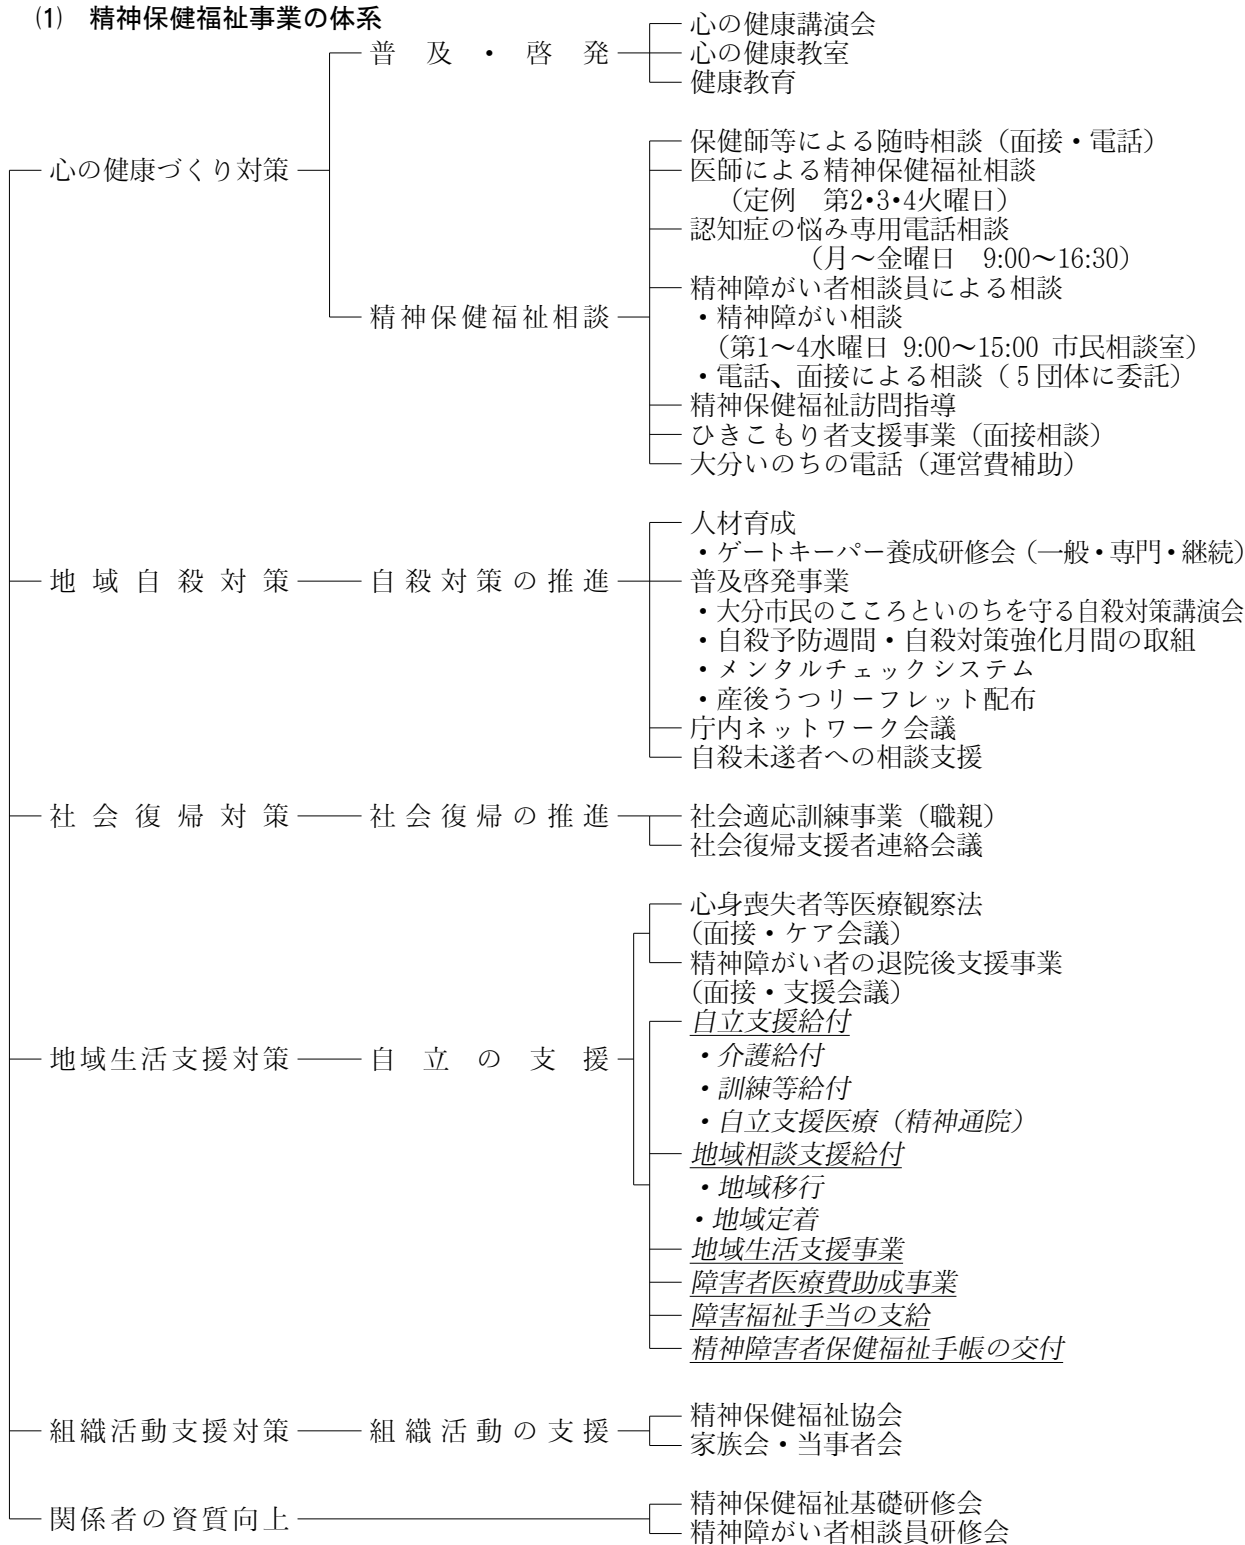 (1) 精神保健福祉事業の体系
心の健康づくり対策
普及・啓発
心の健康講演会
心の健康教室
健康教育
精神保健福祉相談
保健師等による随時相談（面接・電話）
医師による精神保健福祉相談
（定例　第2・3・4火曜日）
認知症の悩み専用電話相談
（月～金曜日　9:00～16:30）
精神障がい者相談員による相談
・精神障がい相談
（第1～4水曜日 9:00～15:00 市民相談室）
・電話、面接による相談（５団体に委託）
精神保健福祉訪問指導
ひきこもり者支援事業（面接相談）
大分いのちの電話（運営費補助）
地域自殺対策
自殺対策の推進
人材育成
・ゲートキーパー養成研修会（一般・専門・継続）
普及啓発事業
・大分市民のこころといのちを守る自殺対策講演会
・自殺予防週間・自殺対策強化月間の取組
・メンタルチェックシステム
・産後うつリーフレット配布
庁内ネットワーク会議
自殺未遂者への相談支援
社会復帰対策
社会復帰の推進
社会適応訓練事業（職親）
社会復帰支援者連絡会議
地域生活支援対策
自立の支援
心身喪失者等医療観察法
（面接・ケア会議）
精神障がい者の退院後支援事業
（面接・支援会議）
自立支援給付
・介護給付
・訓練等給付
・自立支援医療（精神通院）
地域相談支援給付
・地域移行
・地域定着
地域生活支援事業
障害者医療費助成事業
障害福祉手当の支給
精神障害者保健福祉手帳の交付
組織活動支援対策
組織活動の支援
精神保健福祉協会
家族会・当事者会
関係者の資質向上
精神保健福祉基礎研修会
精神障がい者相談員研修会